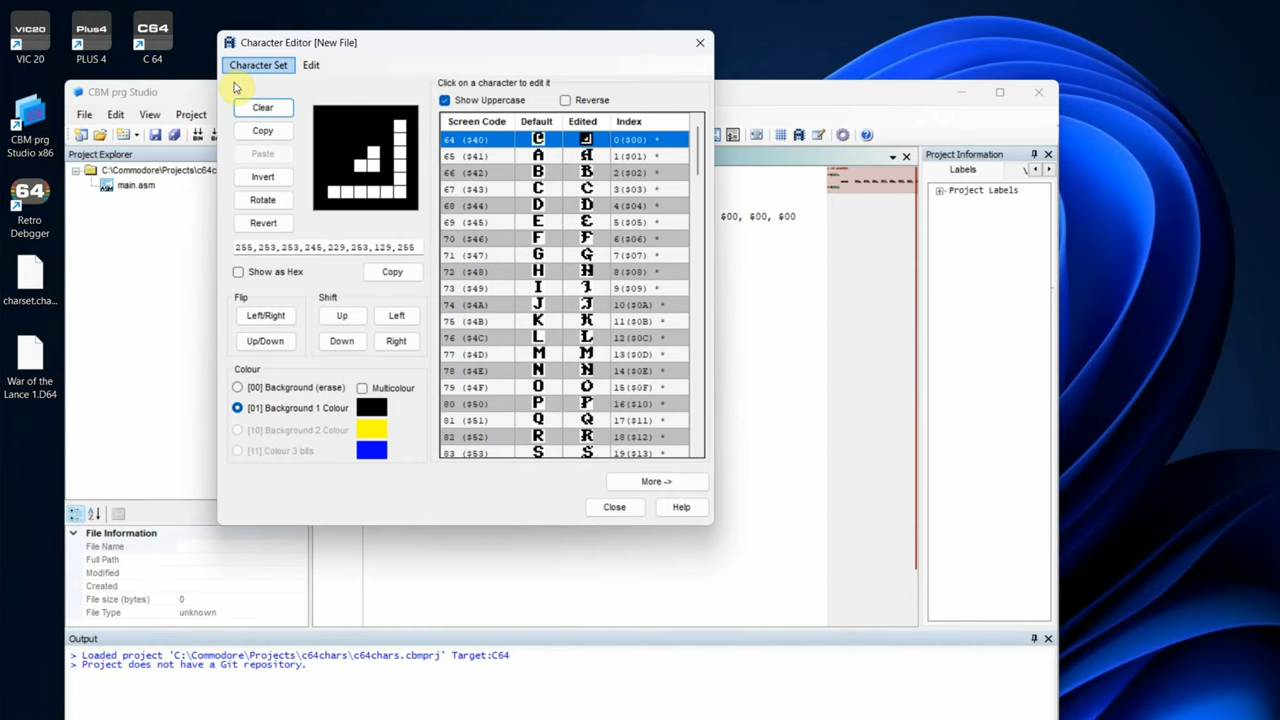 VIC20
Plus4
C64
VIC 20
PLUS 4
C 64
CBM prg
Studio x86
64
Retro
Debgger
charset.cha...
War of the
Lance 1.D64
CBM prg Studio
File Edit View Project
Project Explorer
C:\Commodore\Projects\c64c
main.asm
File Information
File Name
Full Path
Modified
Created
File size (bytes) 0
File Type unknown
Character Editor [New File]
Character Set Edit
Clear
Copy
Paste
Invert
Rotate
Revert
255,253,253,245,229,253,129,255
Show as Hex Copy
Flip Shift
Left/Right Up Left
Up/Down Down Right
Colour
[00] Background (erase) Multicolour
[01] Background 1 Colour
[10] Background 2 Colour
[11] Colour 3 bits
Click on a character to edit it
Show Uppercase Reverse
Screen Code Default Edited Index
64 ($40) @ 0($00) *
65 ($41) A A 1($01) *
66 ($42) B B 2($02) *
67 ($43) C C 3($03) *
68 ($44) D D 4($04) *
69 ($45) E E 5($05) *
70 ($46) F F 6($06) *
71 ($47) G G 7($07) *
72 ($48) H H 8($08) *
73 ($49) I I 9($09) *
74 ($4A) J J 10($0A) *
75 ($4B) K K 11($0B) *
76 ($4C) L L 12($0C) *
77 ($4D) M M 13($0D) *
78 ($4E) N N 14($0E) *
79 ($4F) O O 15($0F) *
80 ($50) P P 16($10) *
81 ($51) Q Q 17($11) *
82 ($52) R R 18($12) *
83 ($53) S S 19($13) *
More ->
Close Help
$00, $00, $00
Project Information
Labels
Project Labels
Output
> Loaded project 'C:\Commodore\Projects\c64chars\c64chars.cbmprj' Target:C64
> Project does not have a Git repository.